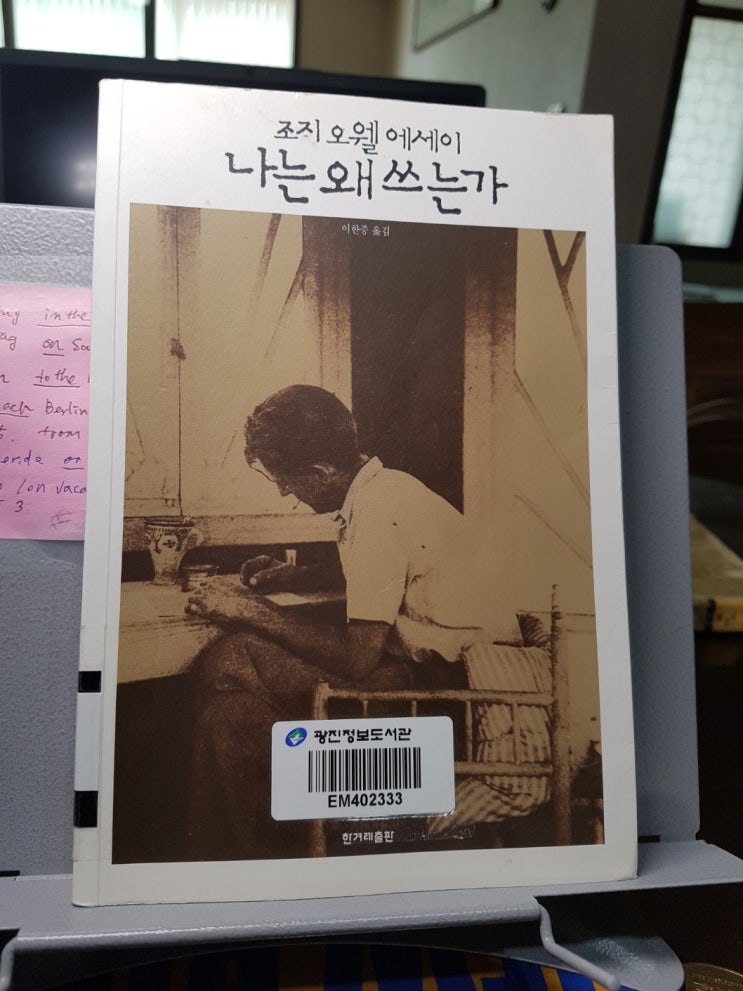 조지 오웰 에세이
나는 왜 쓰는가
이한중 옮김
in the
on
to the
Berlin
from
on
on vaca
3
광진정보도서관
EM402333
한겨레출판